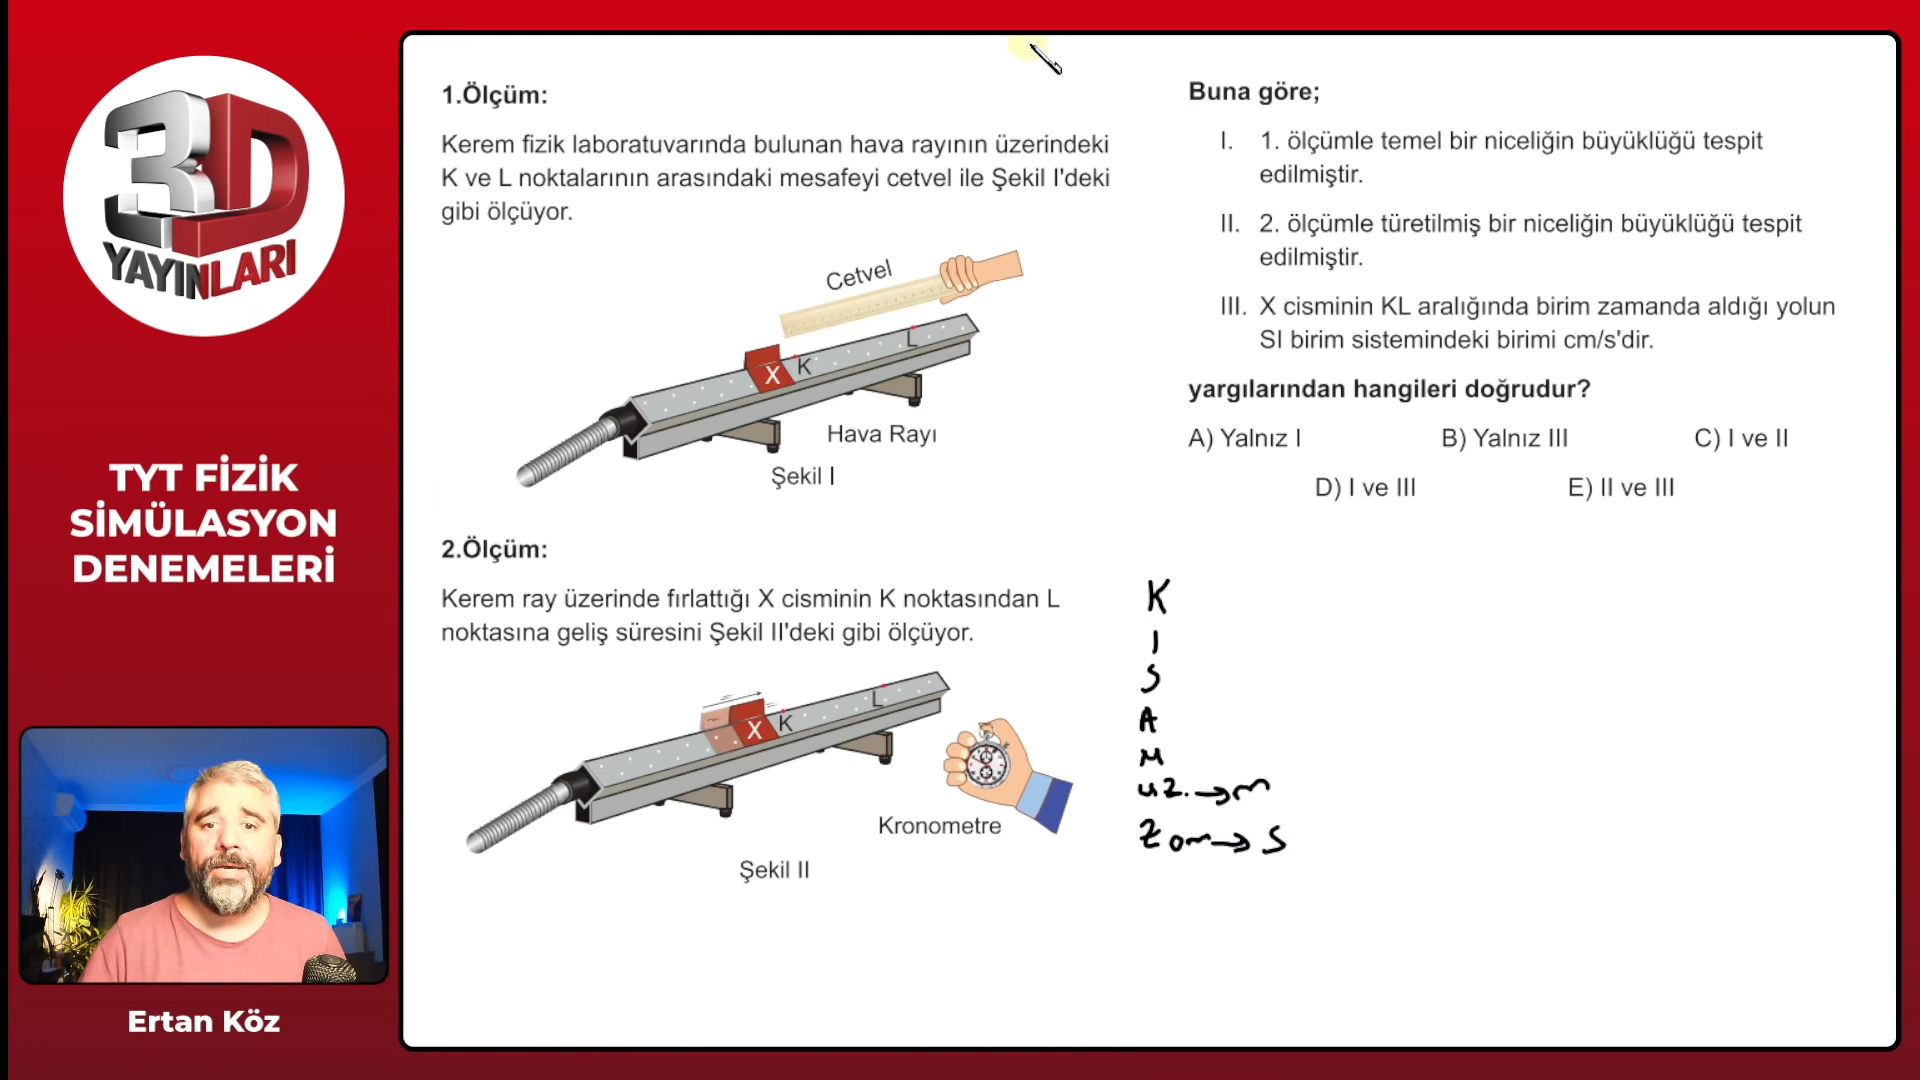 3D
YAYINLARI
TYT FİZİK
SİMÜLASYON
DENEMELERİ
Ertan Köz
1.Ölçüm:
Kerem fizik laboratuvarında bulunan hava rayının üzerindeki
K ve L noktalarının arasındaki mesafeyi cetvel ile Şekil I'deki
gibi ölçüyor.
Cetvel
L
K
X
Hava Rayı
Şekil I
2.Ölçüm:
Kerem ray üzerinde fırlattığı X cisminin K noktasından L
noktasına geliş süresini Şekil II'deki gibi ölçüyor.
L
K
X
Kronometre
Şekil II
Buna göre;
I. 1. ölçümle temel bir niceliğin büyüklüğü tespit
edilmiştir.
II. 2. ölçümle türetilmiş bir niceliğin büyüklüğü tespit
edilmiştir.
III. X cisminin KL aralığında birim zamanda aldığı yolun
SI birim sistemindeki birimi cm/s'dir.
yargılarından hangileri doğrudur?
A) Yalnız I B) Yalnız III C) I ve II
D) I ve III E) II ve III
K
I
S
A
M
uz. → m
Zom → S